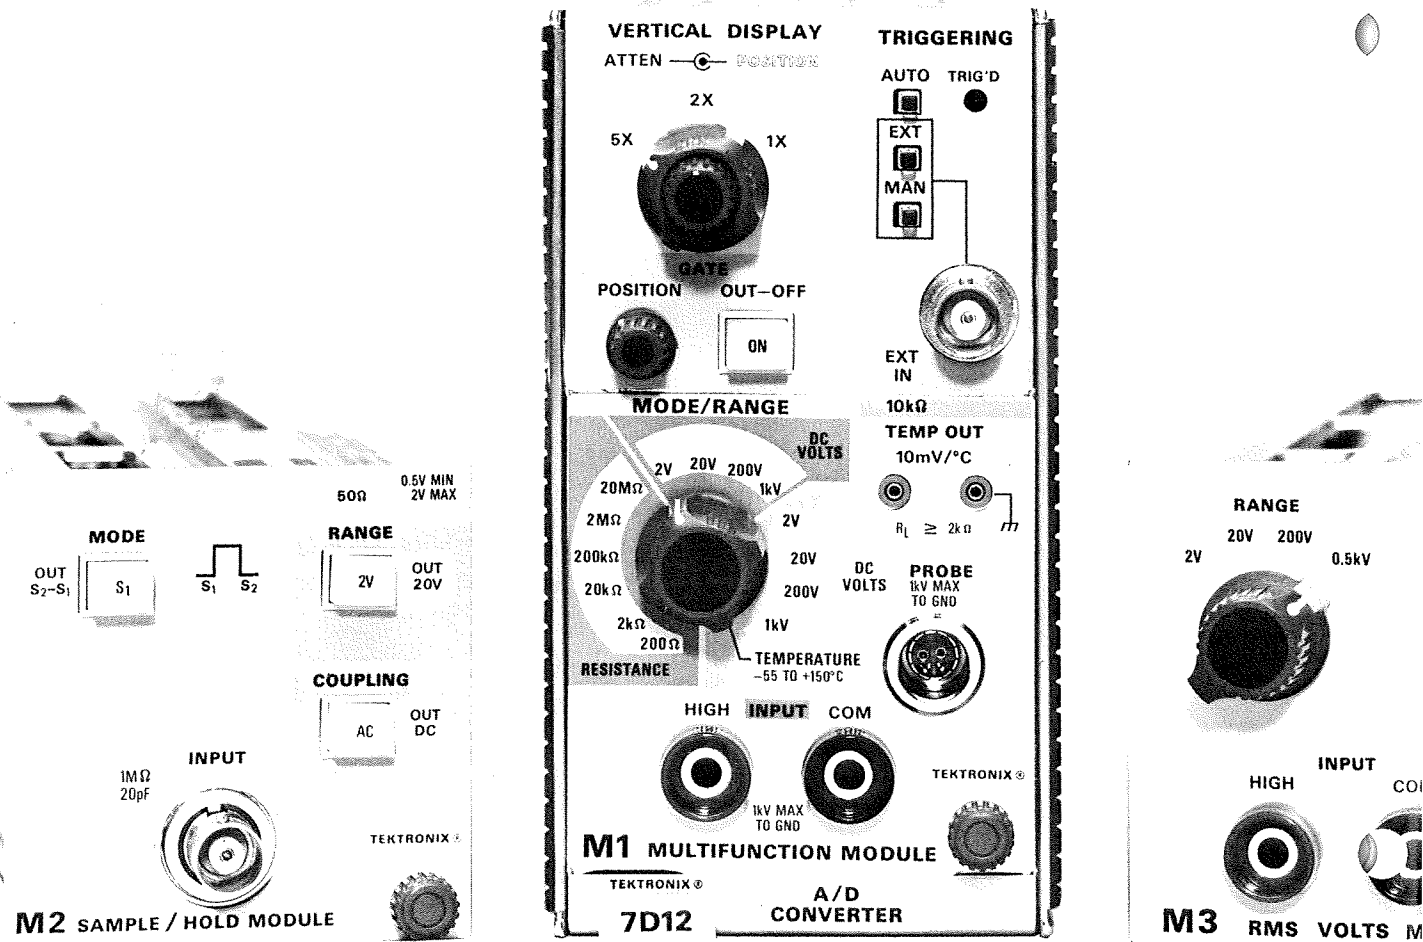 VERTICAL DISPLAY
ATTEN POSITION
2X
5X 1X
GATE
POSITION OUT–OFF
ON
TRIGGERING
AUTO TRIG'D
EXT
MAN
EXT
IN
10kΩ
MODE/RANGE
DC
VOLTS
2V 20V 200V
1kV
20MΩ
2MΩ
200kΩ
20kΩ
2kΩ
200Ω
RESISTANCE
2V
20V
200V
1kV
DC
VOLTS
TEMPERATURE
–55 TO +150°C
TEMP OUT
10mV/°C
RL ≥ 2kΩ
PROBE
1kV MAX
TO GND
HIGH INPUT COM
1kV MAX
TO GND
TEKTRONIX ®
M1 MULTIFUNCTION MODULE
TEKTRONIX ®
7D12
A/D
CONVERTER
50Ω
0.5V MIN
2V MAX
MODE
OUT
S2–S1
S1
S1 S2
RANGE
2V
OUT
20V
COUPLING
AC
OUT
DC
INPUT
1MΩ
20pF
TEKTRONIX
M2 SAMPLE / HOLD MODULE
RANGE
20V 200V
2V 0.5kV
INPUT
HIGH
M3 RMS VOLTS